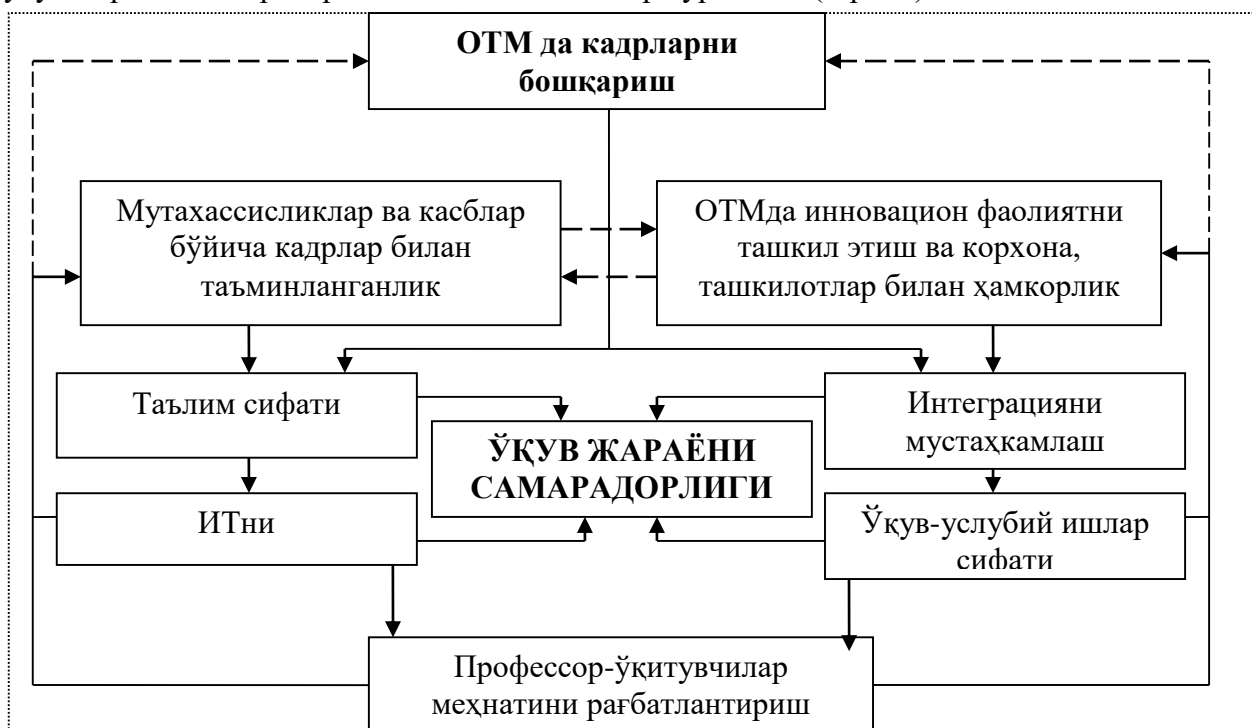 ОТМ да кадрларни
бошқариш
Мутахассисликлар ва касблар
бўйича кадрлар билан
таъминланганлик
ОТМда инновацион фаолиятни
ташкил этиш ва корхона,
ташкилотлар билан ҳамкорлик
Таълим сифати
Интеграцияни
мустаҳкамлаш
ЎҚУВ ЖАРАЁНИ
САМАРАДОРЛИГИ
ИТни
Ўқув-услубий ишлар
сифати
Профессор-ўқитувчилар
меҳнатини рағбатлантириш